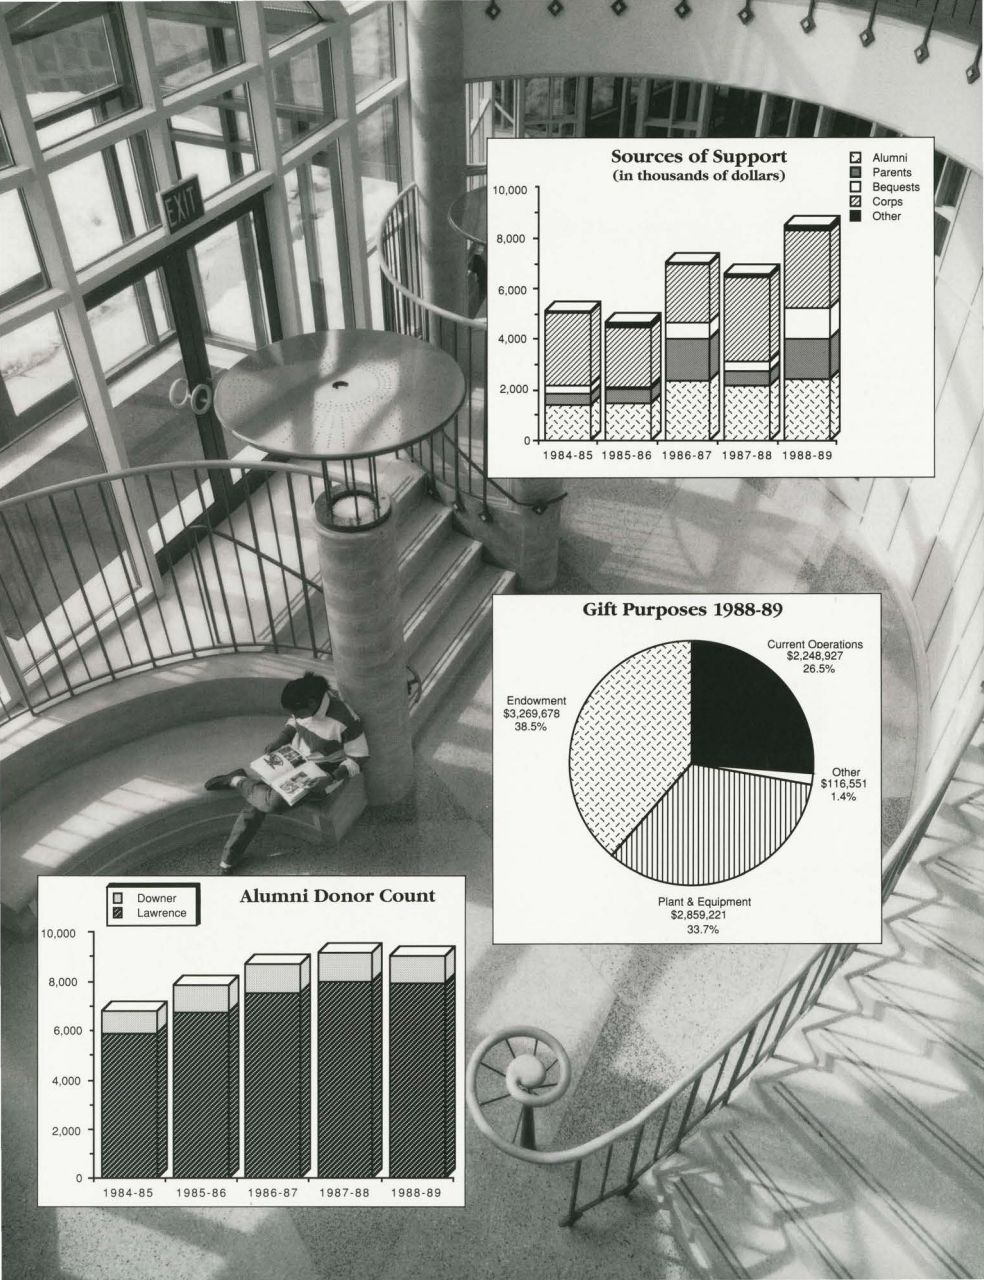 EXIT
Sources of Support
(in thousands of dollars)
Alumni
Parents
Bequests
Corps
Other
10,000
8,000
6,000
4,000
2,000
0
1984-85 1985-86 1986-87 1987-88 1988-89
Gift Purposes 1988-89
Current Operations
$2,248,927
26.5%
Endowment
$3,269,678
38.5%
Other
$116,551
1.4%
Plant & Equipment
$2,859,221
33.7%
Downer
Lawrence
Alumni Donor Count
10,000
8,000
6,000
4,000
2,000
0
1984-85 1985-86 1986-87 1987-88 1988-89